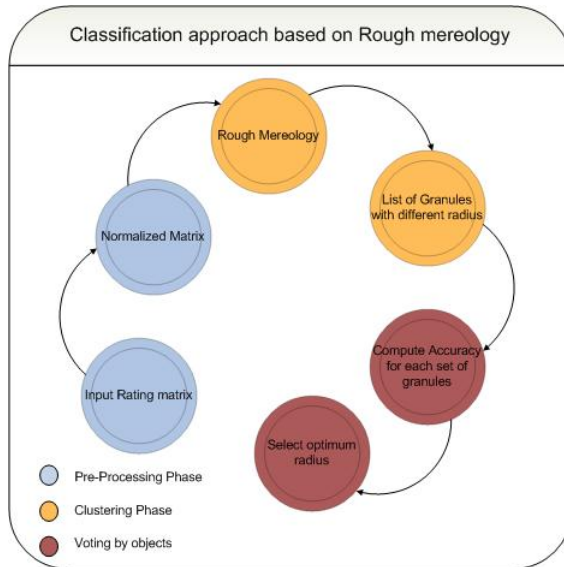 Classification approach based on Rough mereology
Rough Mereology
List of Granules
with different radius
Normalized Matrix
Compute Accuracy
for each set of
granules
Input Rating matrix
Select optimum
radius
Pre-Processing Phase
Clustering Phase
Voting by objects